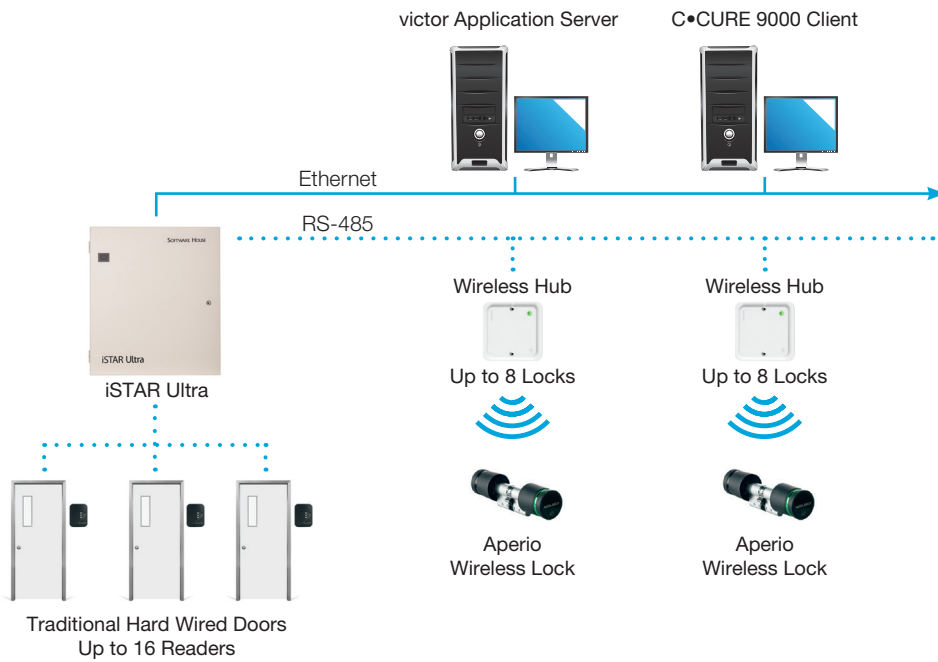 victor Application Server
C•CURE 9000 Client
Ethernet
RS-485
SOFTWARE HOUSE
iSTAR Ultra
iSTAR Ultra
Wireless Hub
Wireless Hub
Up to 8 Locks
Up to 8 Locks
Aperio
Wireless Lock
Aperio
Wireless Lock
Traditional Hard Wired Doors
Up to 16 Readers